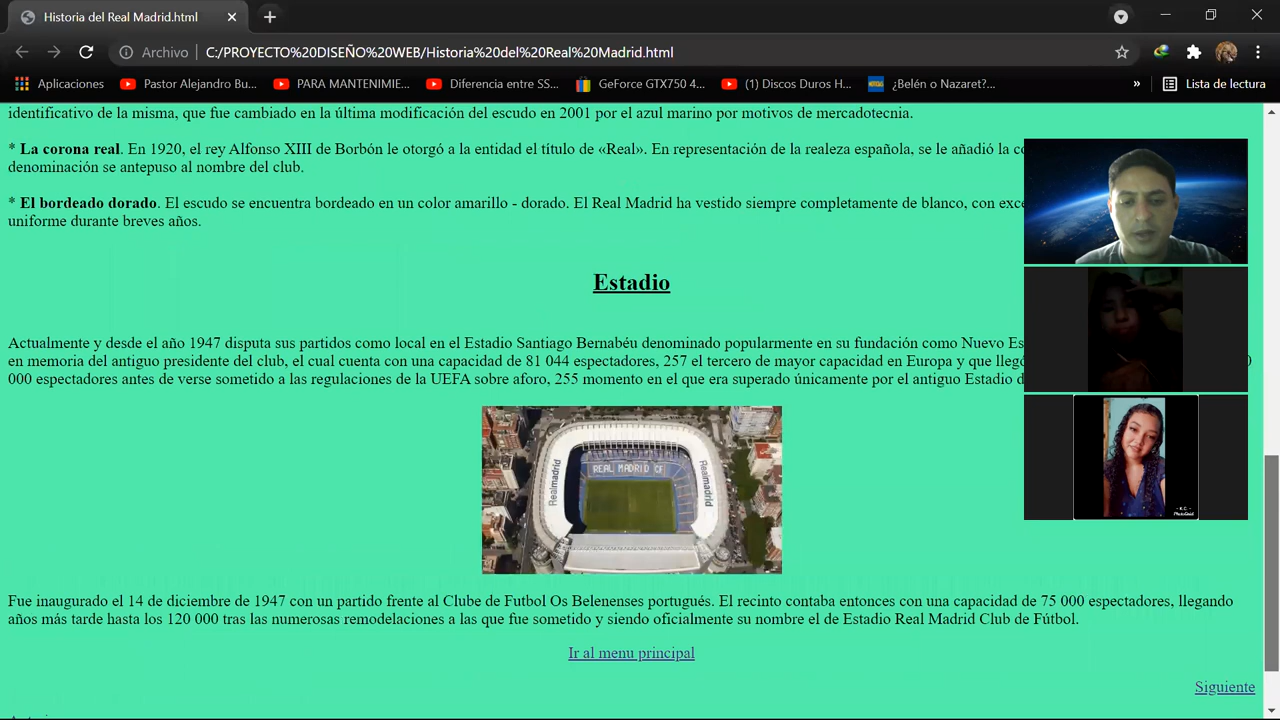 Historia del Real Madrid.html
Archivo C:/PROYECTO%20DISEÑO%20WEB/Historia%20del%20Real%20Madrid.html
Aplicaciones Pastor Alejandro Bu... PARA MANTENIMIE... Diferencia entre SS... GeForce GTX750 4... (1) Discos Duros H... ¿Belén o Nazaret?... » Lista de lectura
identificativo de la misma, que fue cambiado en la última modificación del escudo en 2001 por el azul marino por motivos de mercadotecnia.
* La corona real. En 1920, el rey Alfonso XIII de Borbón le otorgó a la entidad el título de «Real». En representación de la realeza española, se le añadió la
denominación se antepuso al nombre del club.
* El bordeado dorado. El escudo se encuentra bordeado en un color amarillo - dorado. El Real Madrid ha vestido siempre completamente de blanco, con
uniforme durante breves años.
Estadio
Actualmente y desde el año 1947 disputa sus partidos como local en el Estadio Santiago Bernabéu denominado popularmente en su fundación como Nuevo
en memoria del antiguo presidente del club, el cual cuenta con una capacidad de 81 044 espectadores, 257 el tercero de mayor capacidad en Europa y que
000 espectadores antes de verse sometido a las regulaciones de la UEFA sobre aforo, 255 momento en el que era superado únicamente por el antiguo Estadio
Realmadrid REAL MADRID CF Realmadrid
Fue inaugurado el 14 de diciembre de 1947 con un partido frente al Clube de Futbol Os Belenenses portugués. El recinto contaba entonces con una capacidad de 75 000 espectadores, llegando
años más tarde hasta los 120 000 tras las numerosas remodelaciones a las que fue sometido y siendo oficialmente su nombre el de Estadio Real Madrid Club de Fútbol.
Ir al menu principal
Siguiente